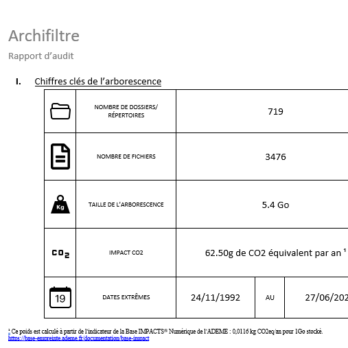 Archifiltre
Rapport d'audit
I. Chiffres clés de l'arborescence
NOMBRE DE DOSSIERS/
RÉPERTOIRES
719
NOMBRE DE FICHIERS
3476
Kg
TAILLE DE L'ARBORESCENCE
5.4 Go
CO2
IMPACT CO2
62.50g de CO2 équivalent par an ¹
19
DATES EXTRÊMES
24/11/1992
AU
27/06/202
¹ Ce poids est calculé à partir de l'indicateur de la Base IMPACTS® Numérique de l'ADEME : 0,0116 kg CO2eq/an pour 1Go stocké.
https://base-empreinte.ademe.fr/documentation/base-impact